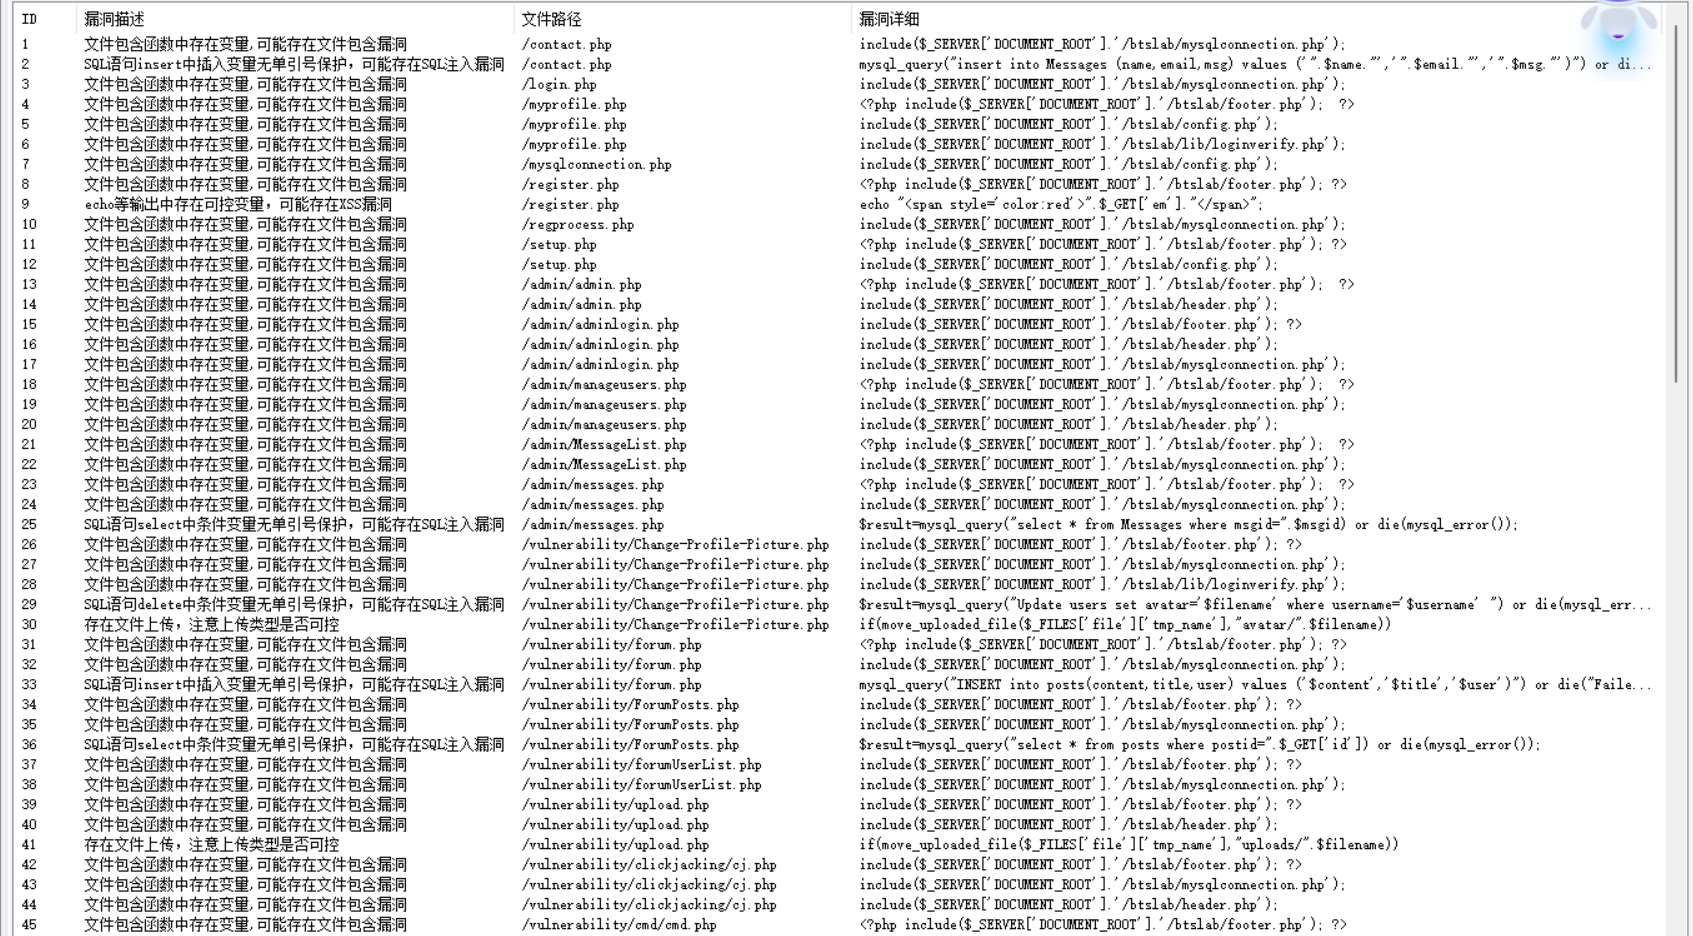 ID 漏洞描述 文件路径 漏洞详细
1 文件包含函数中存在变量,可能存在文件包含漏洞 /contact.php include($_SERVER['DOCUMENT_ROOT'].'/btslab/mysqlconnection.php');
2 SQL语句insert中插入变量无单引号保护，可能存在SQL注入漏洞 /contact.php mysql_query("insert into Messages (name,email,msg) values ('".$name."','".$email."','".$msg."')") or di...
3 文件包含函数中存在变量,可能存在文件包含漏洞 /login.php include($_SERVER['DOCUMENT_ROOT'].'/btslab/mysqlconnection.php');
4 文件包含函数中存在变量,可能存在文件包含漏洞 /myprofile.php <?php include($_SERVER['DOCUMENT_ROOT'].'/btslab/footer.php');  ?>
5 文件包含函数中存在变量,可能存在文件包含漏洞 /myprofile.php include($_SERVER['DOCUMENT_ROOT'].'/btslab/config.php');
6 文件包含函数中存在变量,可能存在文件包含漏洞 /myprofile.php include($_SERVER['DOCUMENT_ROOT'].'/btslab/lib/loginverify.php');
7 文件包含函数中存在变量,可能存在文件包含漏洞 /mysqlconnection.php include($_SERVER['DOCUMENT_ROOT'].'/btslab/config.php');
8 文件包含函数中存在变量,可能存在文件包含漏洞 /register.php <?php include($_SERVER['DOCUMENT_ROOT'].'/btslab/footer.php'); ?>
9 echo等输出中存在可控变量，可能存在XSS漏洞 /register.php echo "<span style='color:red'>".$_GET['em']."</span>";
10 文件包含函数中存在变量,可能存在文件包含漏洞 /regprocess.php include($_SERVER['DOCUMENT_ROOT'].'/btslab/mysqlconnection.php');
11 文件包含函数中存在变量,可能存在文件包含漏洞 /setup.php <?php include($_SERVER['DOCUMENT_ROOT'].'/btslab/footer.php'); ?>
12 文件包含函数中存在变量,可能存在文件包含漏洞 /setup.php include($_SERVER['DOCUMENT_ROOT'].'/btslab/config.php');
13 文件包含函数中存在变量,可能存在文件包含漏洞 /admin/admin.php <?php include($_SERVER['DOCUMENT_ROOT'].'/btslab/footer.php');  ?>
14 文件包含函数中存在变量,可能存在文件包含漏洞 /admin/admin.php include($_SERVER['DOCUMENT_ROOT'].'/btslab/header.php');
15 文件包含函数中存在变量,可能存在文件包含漏洞 /admin/adminlogin.php include($_SERVER['DOCUMENT_ROOT'].'/btslab/footer.php'); ?>
16 文件包含函数中存在变量,可能存在文件包含漏洞 /admin/adminlogin.php include($_SERVER['DOCUMENT_ROOT'].'/btslab/header.php');
17 文件包含函数中存在变量,可能存在文件包含漏洞 /admin/adminlogin.php include($_SERVER['DOCUMENT_ROOT'].'/btslab/mysqlconnection.php');
18 文件包含函数中存在变量,可能存在文件包含漏洞 /admin/manageusers.php <?php include($_SERVER['DOCUMENT_ROOT'].'/btslab/footer.php');  ?>
19 文件包含函数中存在变量,可能存在文件包含漏洞 /admin/manageusers.php include($_SERVER['DOCUMENT_ROOT'].'/btslab/mysqlconnection.php');
20 文件包含函数中存在变量,可能存在文件包含漏洞 /admin/manageusers.php include($_SERVER['DOCUMENT_ROOT'].'/btslab/header.php');
21 文件包含函数中存在变量,可能存在文件包含漏洞 /admin/MessageList.php <?php include($_SERVER['DOCUMENT_ROOT'].'/btslab/footer.php');  ?>
22 文件包含函数中存在变量,可能存在文件包含漏洞 /admin/MessageList.php include($_SERVER['DOCUMENT_ROOT'].'/btslab/mysqlconnection.php');
23 文件包含函数中存在变量,可能存在文件包含漏洞 /admin/messages.php <?php include($_SERVER['DOCUMENT_ROOT'].'/btslab/footer.php');  ?>
24 文件包含函数中存在变量,可能存在文件包含漏洞 /admin/messages.php include($_SERVER['DOCUMENT_ROOT'].'/btslab/mysqlconnection.php');
25 SQL语句select中条件变量无单引号保护，可能存在SQL注入漏洞 /admin/messages.php $result=mysql_query("select * from Messages where msgid=".$msgid) or die(mysql_error());
26 文件包含函数中存在变量,可能存在文件包含漏洞 /vulnerability/Change-Profile-Picture.php include($_SERVER['DOCUMENT_ROOT'].'/btslab/footer.php'); ?>
27 文件包含函数中存在变量,可能存在文件包含漏洞 /vulnerability/Change-Profile-Picture.php include($_SERVER['DOCUMENT_ROOT'].'/btslab/mysqlconnection.php');
28 文件包含函数中存在变量,可能存在文件包含漏洞 /vulnerability/Change-Profile-Picture.php include($_SERVER['DOCUMENT_ROOT'].'/btslab/lib/loginverify.php');
29 SQL语句delete中条件变量无单引号保护，可能存在SQL注入漏洞 /vulnerability/Change-Profile-Picture.php $result=mysql_query("Update users set avatar='$filename' where username='$username' ") or die(mysql_err...
30 存在文件上传，注意上传类型是否可控 /vulnerability/Change-Profile-Picture.php if(move_uploaded_file($_FILES['file']['tmp_name'],"avatar/".$filename))
31 文件包含函数中存在变量,可能存在文件包含漏洞 /vulnerability/forum.php <?php include($_SERVER['DOCUMENT_ROOT'].'/btslab/footer.php'); ?>
32 文件包含函数中存在变量,可能存在文件包含漏洞 /vulnerability/forum.php include($_SERVER['DOCUMENT_ROOT'].'/btslab/mysqlconnection.php');
33 SQL语句insert中插入变量无单引号保护，可能存在SQL注入漏洞 /vulnerability/forum.php mysql_query("INSERT into posts(content,title,user) values ('$content','$title','$user')") or die("Faile...
34 文件包含函数中存在变量,可能存在文件包含漏洞 /vulnerability/ForumPosts.php include($_SERVER['DOCUMENT_ROOT'].'/btslab/footer.php'); ?>
35 文件包含函数中存在变量,可能存在文件包含漏洞 /vulnerability/ForumPosts.php include($_SERVER['DOCUMENT_ROOT'].'/btslab/mysqlconnection.php');
36 SQL语句select中条件变量无单引号保护，可能存在SQL注入漏洞 /vulnerability/ForumPosts.php $result=mysql_query("select * from posts where postid=".$_GET['id']) or die(mysql_error());
37 文件包含函数中存在变量,可能存在文件包含漏洞 /vulnerability/forumUserList.php include($_SERVER['DOCUMENT_ROOT'].'/btslab/footer.php'); ?>
38 文件包含函数中存在变量,可能存在文件包含漏洞 /vulnerability/forumUserList.php include($_SERVER['DOCUMENT_ROOT'].'/btslab/mysqlconnection.php');
39 文件包含函数中存在变量,可能存在文件包含漏洞 /vulnerability/upload.php include($_SERVER['DOCUMENT_ROOT'].'/btslab/footer.php'); ?>
40 文件包含函数中存在变量,可能存在文件包含漏洞 /vulnerability/upload.php include($_SERVER['DOCUMENT_ROOT'].'/btslab/header.php');
41 存在文件上传，注意上传类型是否可控 /vulnerability/upload.php if(move_uploaded_file($_FILES['file']['tmp_name'],"uploads/".$filename))
42 文件包含函数中存在变量,可能存在文件包含漏洞 /vulnerability/clickjacking/cj.php include($_SERVER['DOCUMENT_ROOT'].'/btslab/footer.php'); ?>
43 文件包含函数中存在变量,可能存在文件包含漏洞 /vulnerability/clickjacking/cj.php include($_SERVER['DOCUMENT_ROOT'].'/btslab/mysqlconnection.php');
44 文件包含函数中存在变量,可能存在文件包含漏洞 /vulnerability/clickjacking/cj.php include($_SERVER['DOCUMENT_ROOT'].'/btslab/header.php');
45 文件包含函数中存在变量,可能存在文件包含漏洞 /vulnerability/cmd/cmd.php <?php include($_SERVER['DOCUMENT_ROOT'].'/btslab/footer.php'); ?>